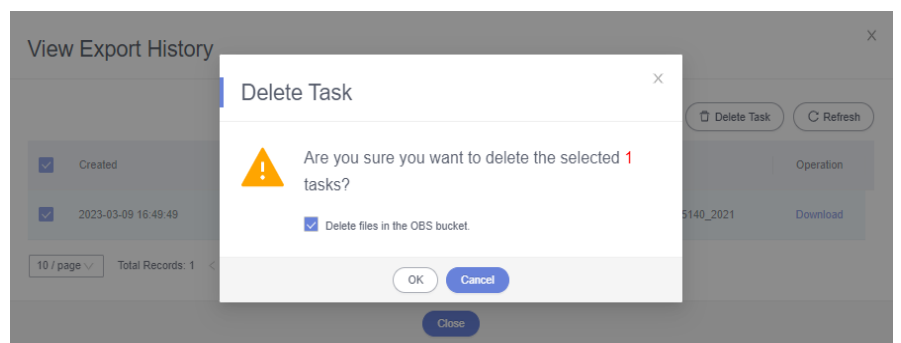 View Export History
Delete Task
Delete Task
Refresh
Created
Operation
Are you sure you want to delete the selected 1
tasks?
2023-03-09 16:49:49
5140_2021
Download
Delete files in the OBS bucket.
10 / page
Total Records: 1
OK
Cancel
Close